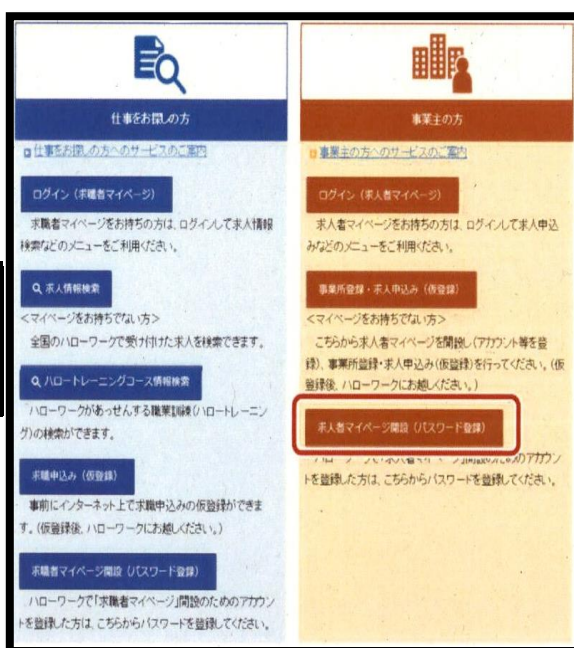 仕事をお探しの方
仕事をお探しの方へのサービスのご案内
ログイン（求職者マイページ）
求職者マイページをお持ちの方は、ログインして求人情報
検索などのメニューをご利用ください。
求人情報検索
＜マイページをお持ちでない方＞
全国のハローワークで受け付けた求人を検索できます。
ハロートレーニングコース情報検索
ハローワークがあっせんする職業訓練（ハロートレーニン
グ）の検索ができます。
求職申込み（仮登録）
事前にインターネット上で求職申込みの仮登録ができま
す。（仮登録後、ハローワークにお越しください。）
求職者マイページ開設（パスワード登録）
ハローワークで「求職者マイページ」開設のためのアカウン
トを登録した方は、こちらからパスワードを登録してください。
事業主の方
事業主の方へのサービスのご案内
ログイン（求人者マイページ）
求人者マイページをお持ちの方は、ログインして求人申込
みなどのメニューをご利用ください。
事業所登録・求人申込み（仮登録）
＜マイページをお持ちでない方＞
こちらから求人者マイページを開設し（アカウント等を登
録）、事業所登録・求人申込み（仮登録）を行ってください。（仮
登録後、ハローワークにお越しください。）
求人者マイページ開設（パスワード登録）
ハローワークで「求人者マイページ」開設のためのアカウン
トを登録した方は、こちらからパスワードを登録してください。